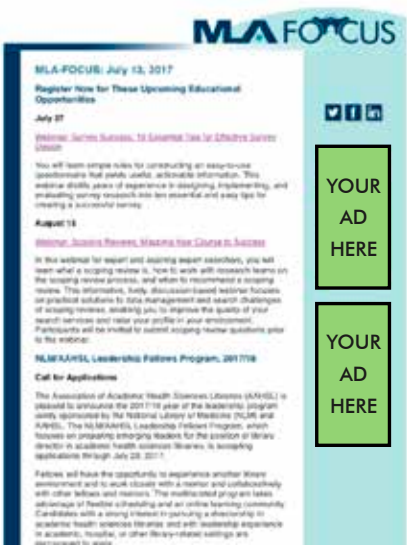 MLA FOCUS
MLA-FOCUS: July 13, 2017
Register Now for These Upcoming Educational
Opportunities
July 27
Webinar: Survey Success: 10 Essential Tips for Effective Survey
Design
You will learn simple rules for constructing an easy-to-use
questionnaire that yields useful, actionable information. This
webinar distills years of experience in designing, implementing, and
evaluating survey research into ten essential and easy tips for
creating a successful survey.
August 15
Webinar: Scoping Reviews: Mapping Your Course to Success
In this webinar for expert and aspiring expert searchers, you will
learn what a scoping review is, how to work with research teams on
the scoping review process, and when to recommend a scoping
review. This informative, lively, discussion-based webinar focuses
on practical solutions to data management and search challenges
of scoping reviews, enabling you to improve the quality of your
search services and raise your profile in your environment.
Participants will be invited to submit scoping review questions prior
to the webinar.
NLM/AAHSL Leadership Fellows Program, 2017/18
Call for Applications
The Association of Academic Health Sciences Libraries (AAHSL) is
pleased to announce the 2017/18 year of the leadership program
jointly sponsored by the National Library of Medicine (NLM) and
AAHSL. The NLM/AAHSL Leadership Fellows Program, which
focuses on preparing emerging leaders for the position of library
director in academic health sciences libraries, is accepting
applications through July 28, 2017.
Fellows will have the opportunity to experience another library
environment and to work closely with a mentor and collaboratively
with other fellows and mentors. The multifaceted program takes
advantage of flexible scheduling and an online learning community.
Candidates with a strong interest in pursuing a directorship in
academic health sciences libraries and with leadership experience
in academic, hospital, or other library-related settings are
encouraged to apply.
YOUR
AD
HERE
YOUR
AD
HERE